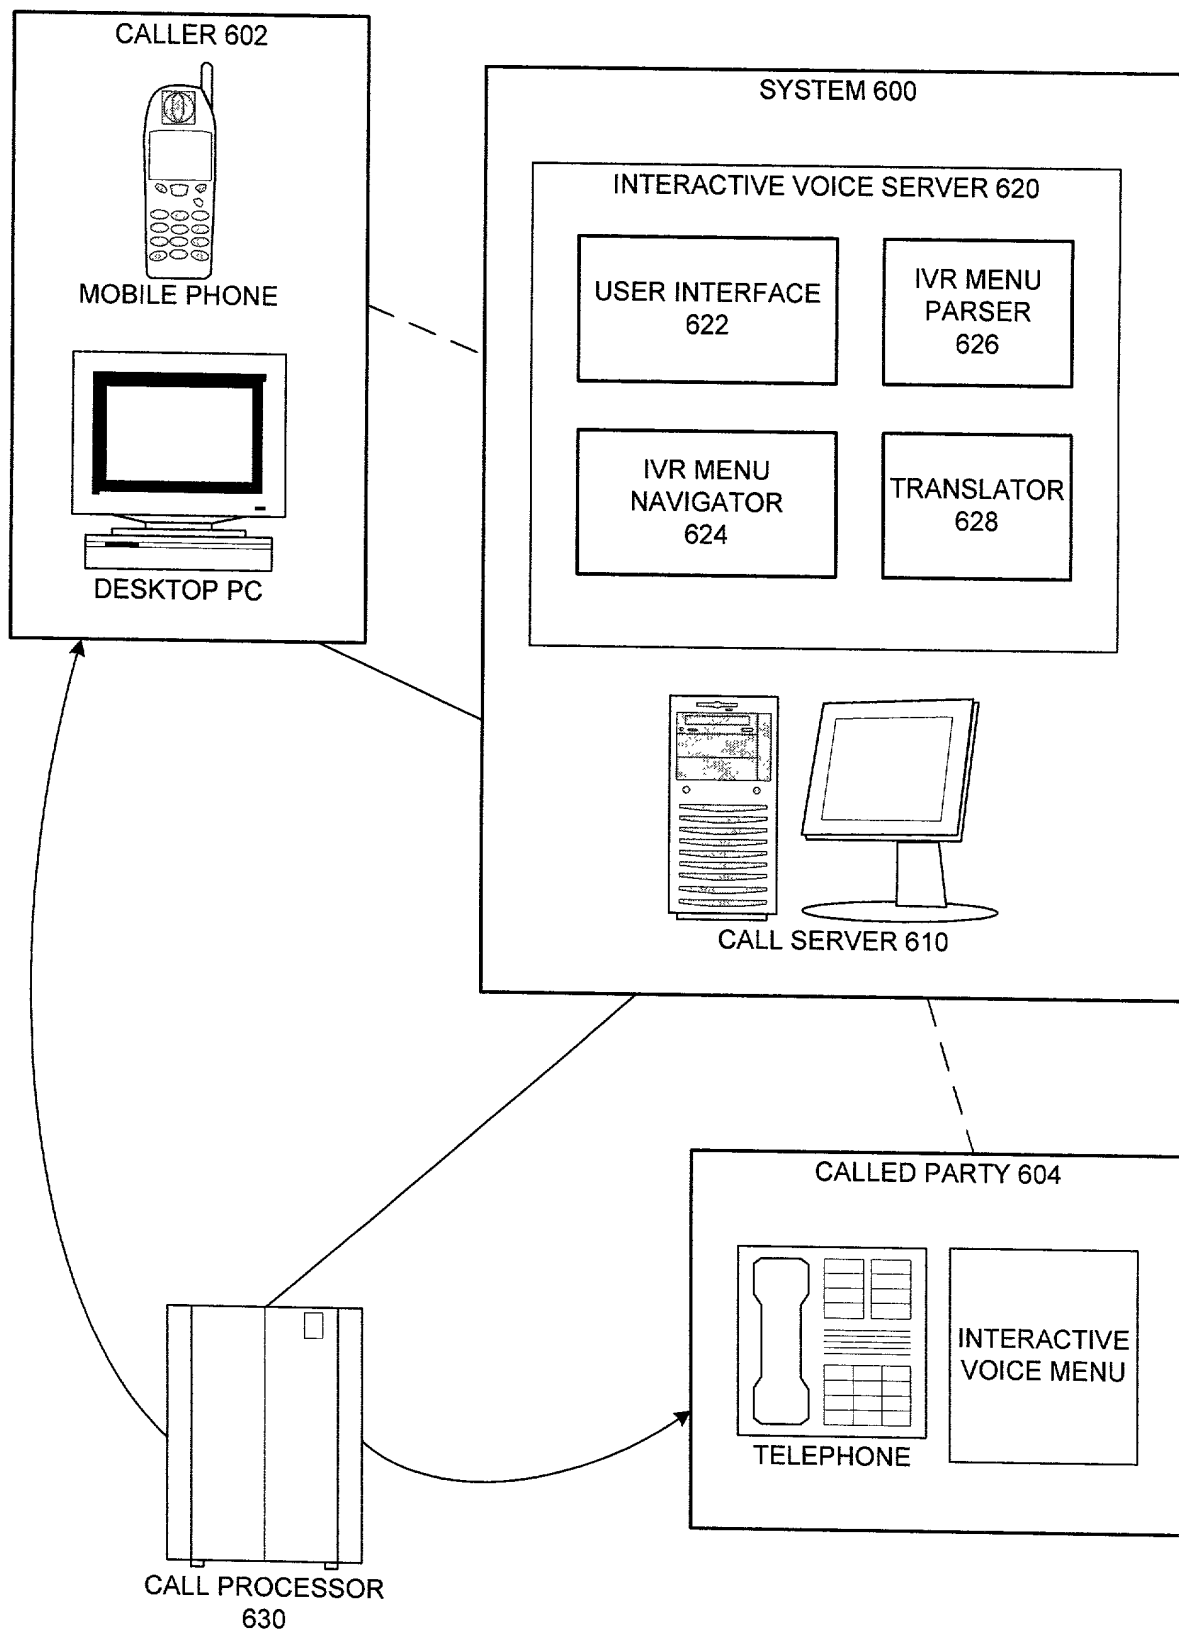 CALLER 602
MOBILE PHONE
DESKTOP PC
SYSTEM 600
INTERACTIVE VOICE SERVER 620
USER INTERFACE
622
IVR MENU
PARSER
626
IVR MENU
NAVIGATOR
624
TRANSLATOR
628
CALL SERVER 610
CALLED PARTY 604
TELEPHONE
INTERACTIVE
VOICE MENU
CALL PROCESSOR
630